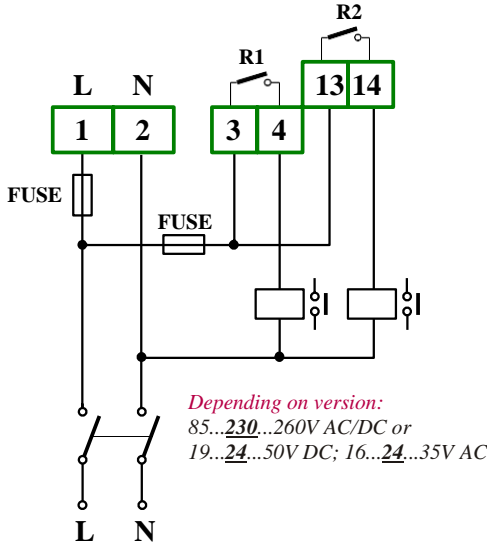 R2
R1
L N
13 14
1 2 3 4
FUSE
FUSE
Depending on version:
85...230...260V AC/DC or
19...24...50V DC; 16...24...35V AC
L N